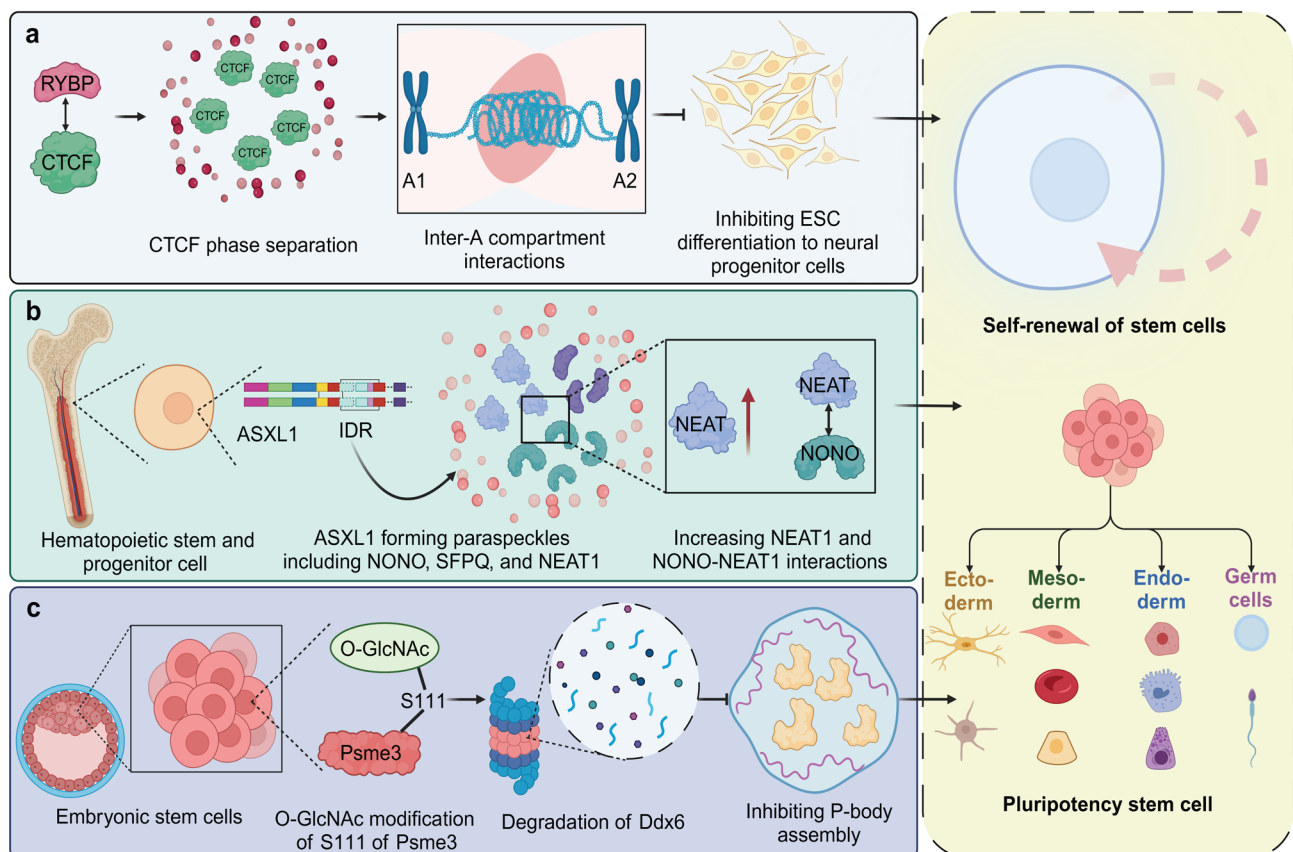 a
RYBP
CTCF
CTCF
CTCF
CTCF
CTCF
CTCF
A1
A2
CTCF phase separation
Inter-A compartment
interactions
Inhibiting ESC
differentiation to neural
progenitor cells
b
ASXL1
IDR
NEAT
NEAT
NONO
Hematopoietic stem and
progenitor cell
ASXL1 forming paraspeckles
including NONO, SFPQ, and NEAT1
Increasing NEAT1 and
NONO-NEAT1 interactions
c
O-GlcNAc
S111
Psme3
Embryonic stem cells
O-GlcNAc modification
of S111 of Psme3
Degradation of Ddx6
Inhibiting P-body
assembly
Self-renewal of stem cells
Ecto-
derm
Meso-
derm
Endo-
derm
Germ
cells
Pluripotency stem cell